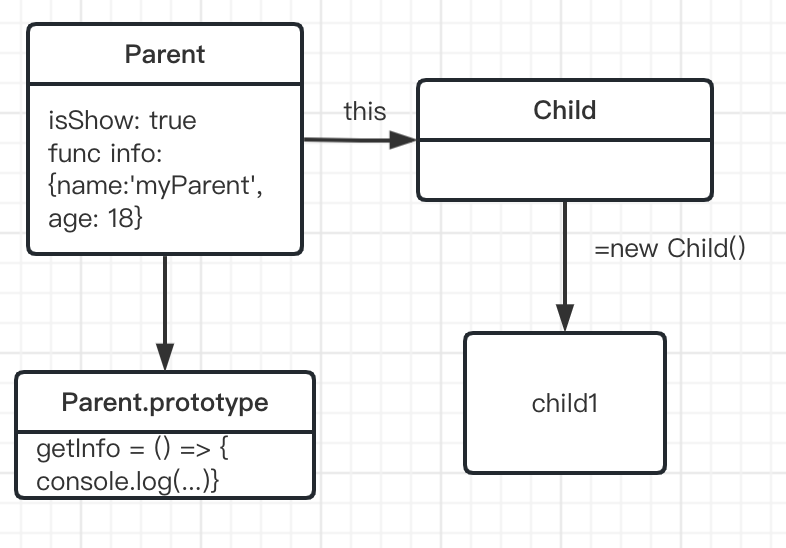 Parent
isShow: true
func info:
{name:'myParent',
age: 18}
this
Child
=new Child()
Parent.prototype
getInfo = () => {
console.log(...)}
child1